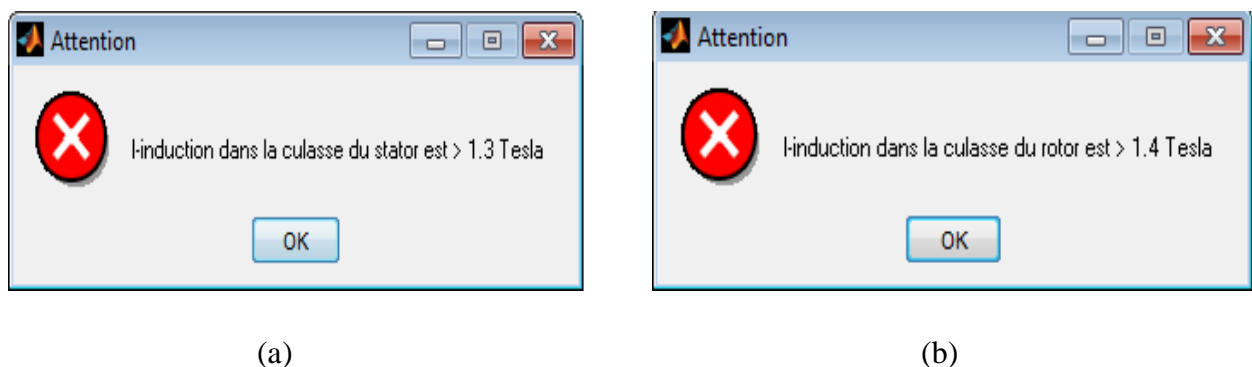 Attention
l-induction dans la culasse du stator est > 1.3 Tesla
OK
(a)
Attention
l-induction dans la culasse du rotor est > 1.4 Tesla
OK
(b)